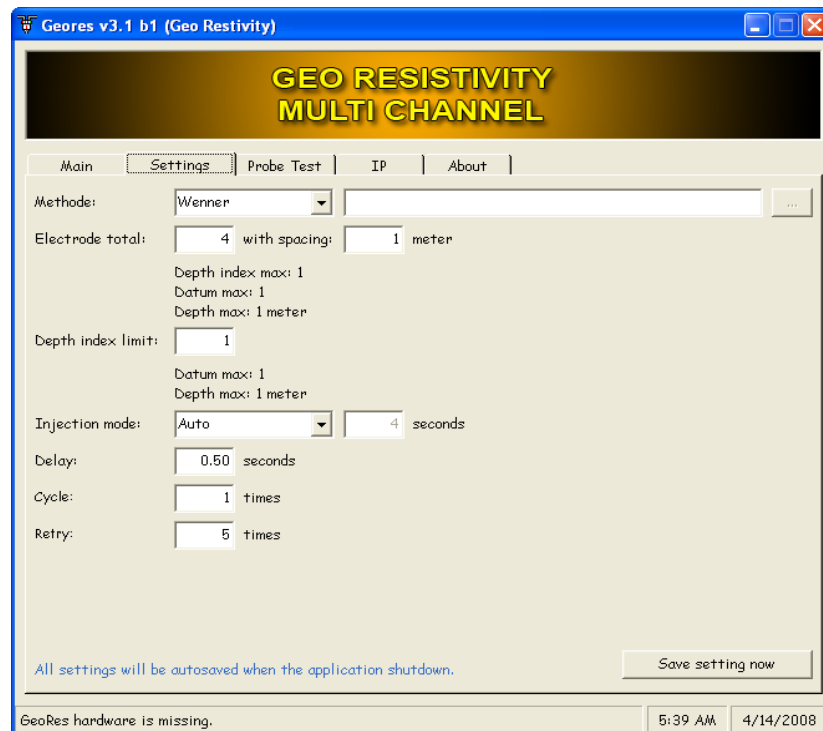 Geores v3.1 b1 (Geo Restivity)
GEO RESISTIVITY
MULTI CHANNEL
Main Settings Probe Test IP About
Methode: Wenner ...
Electrode total: 4 with spacing: 1 meter
Depth index max: 1
Datum max: 1
Depth max: 1 meter
Depth index limit: 1
Datum max: 1
Depth max: 1 meter
Injection mode: Auto 4 seconds
Delay: 0.50 seconds
Cycle: 1 times
Retry: 5 times
All settings will be autosaved when the application shutdown.
Save setting now
GeoRes hardware is missing. 5:39 AM 4/14/2008